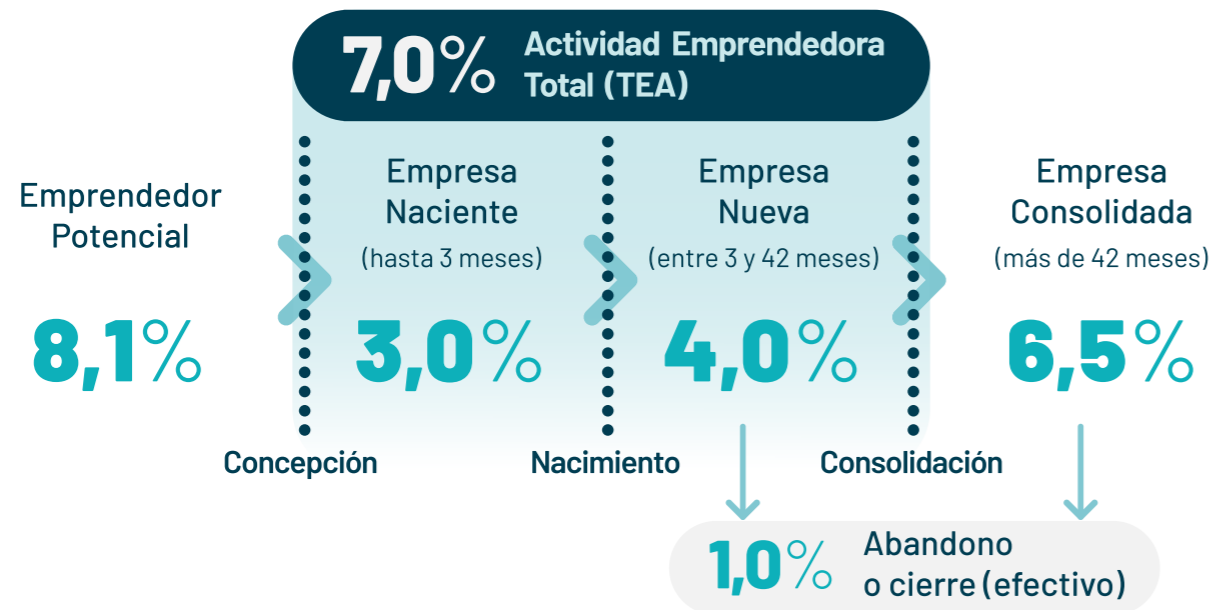 7,0% Actividad Emprendedora
Total (TEA)
Emprendedor
Potencial
8,1%
Empresa
Naciente
(hasta 3 meses)
3,0%
Empresa
Nueva
(entre 3 y 42 meses)
4,0%
Empresa
Consolidada
(más de 42 meses)
6,5%
Concepción
Nacimiento
Consolidación
1,0% Abandono
o cierre (efectivo)